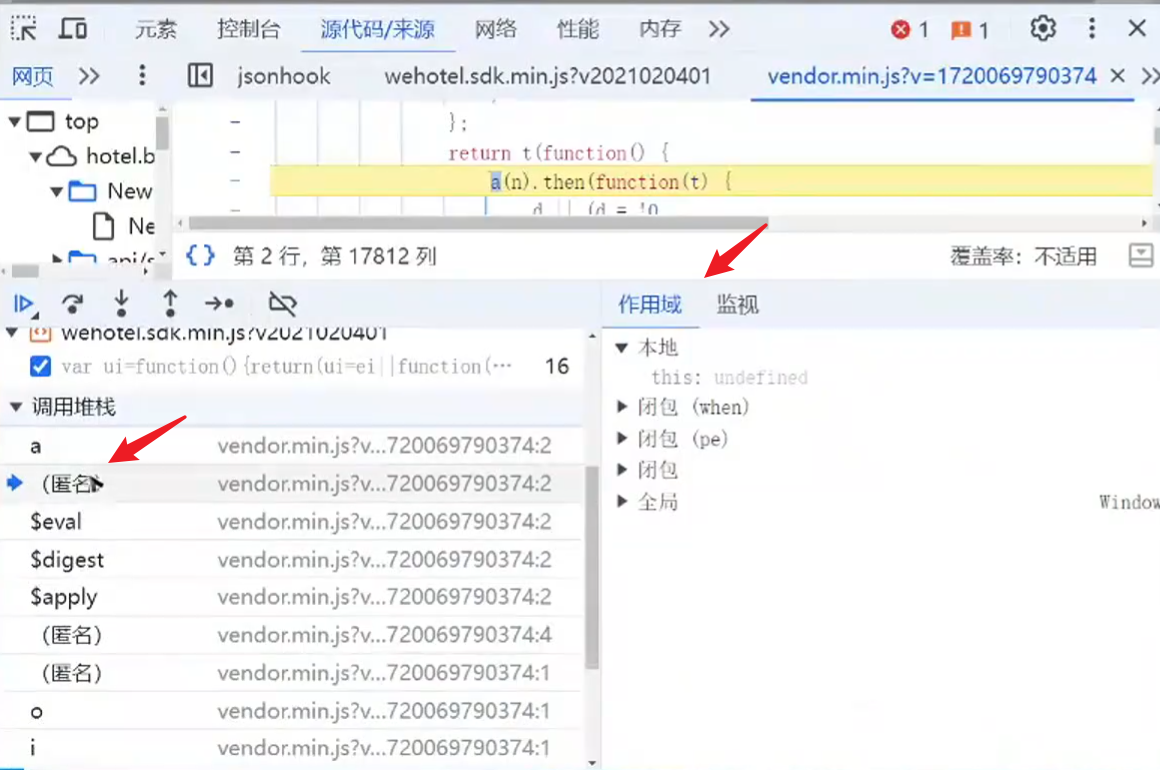 元素 控制台 源代码/来源 网络 性能 内存 >> 1 1
网页 >> jsonhook wehotel.sdk.min.js?v2021020401 vendor.min.js?v=1720069790374 × >>
top
hotel.b
New
Ne
api/s
};
return t(function() {
a(n).then(function(t) {
d || (d = !0
{} 第 2 行，第 17812 列 覆盖率：不适用
wehotel.sdk.min.js?v2021020401
var ui=function(){return(ui=ei||function(… 16
调用堆栈
a vendor.min.js?v...720069790374:2
(匿名) vendor.min.js?v...720069790374:2
$eval vendor.min.js?v...720069790374:2
$digest vendor.min.js?v...720069790374:2
$apply vendor.min.js?v...720069790374:2
(匿名) vendor.min.js?v...720069790374:4
(匿名) vendor.min.js?v...720069790374:1
o vendor.min.js?v...720069790374:1
i vendor.min.js?v...720069790374:1
作用域 监视
本地
this: undefined
闭包 (when)
闭包 (pe)
闭包
全局 Window